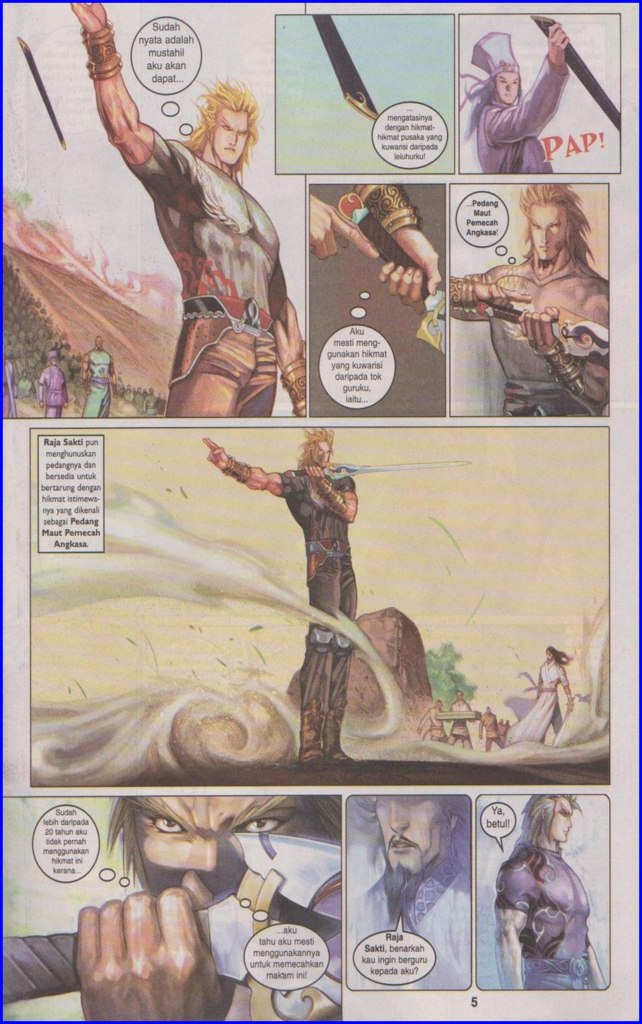 Sudah
nyata adalah
mustahil
aku akan
dapat...
...
mengatasinya
dengan hikmat-
hikmat pusaka yang
kuwarisi daripada
leluhurku!
PAP!
Aku
mesti meng-
gunakan hikmat
yang kuwarisi
daripada tok
guruku,
iaitu...
...Pedang
Maut
Pemecah
Angkasa!
Raja Sakti pun
menghunuskan
pedangnya dan
bersedia untuk
bertarung dengan
hikmat istimewa-
nya yang dikenali
sebagai Pedang
Maut Pemecah
Angkasa.
Sudah
lebih daripada
20 tahun aku
tidak pernah
menggunakan
hikmat ini
kerana...
...aku
tahu aku mesti
menggunakannya
untuk memecahkan
makam ini!
Raja
Sakti, benarkah
kau ingin berguru
kepada aku?
Ya,
betul!
5